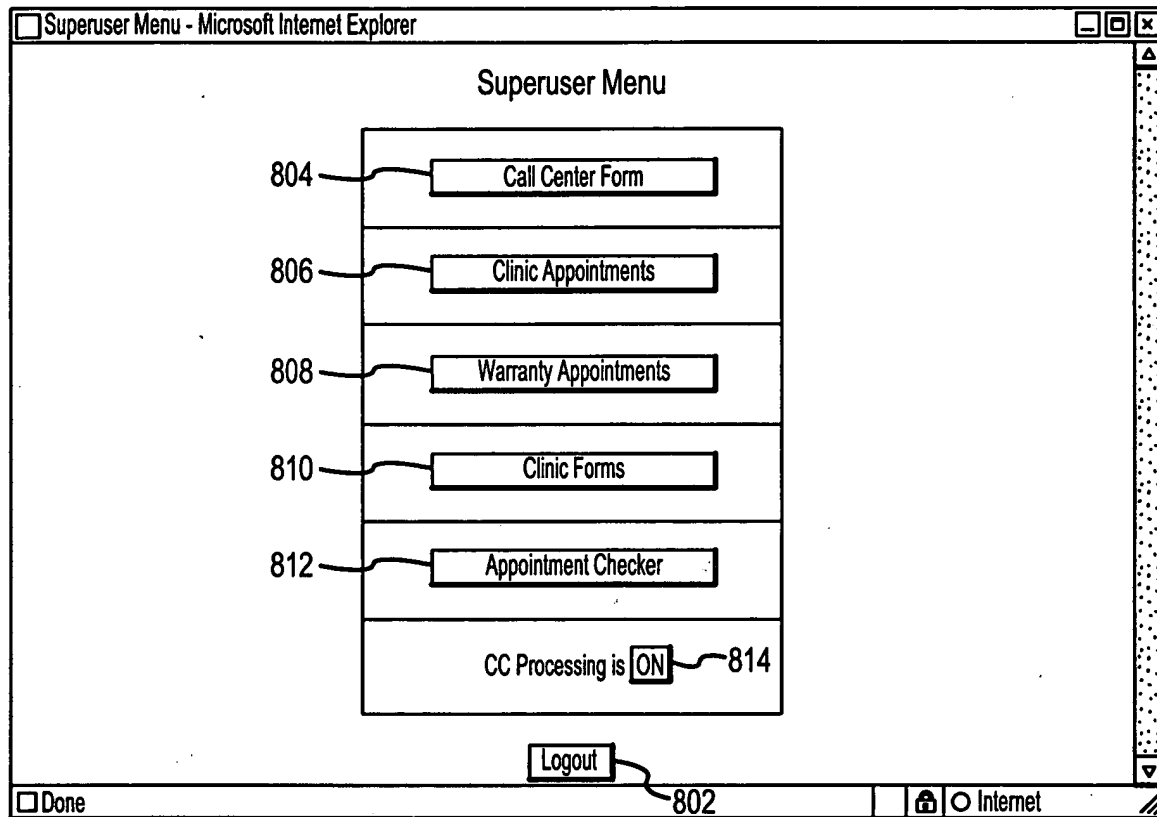 Superuser Menu - Microsoft Internet Explorer
Superuser Menu
804 Call Center Form
806 Clinic Appointments
808 Warranty Appointments
810 Clinic Forms
812 Appointment Checker
CC Processing is ON 814
Logout
802
Done Internet